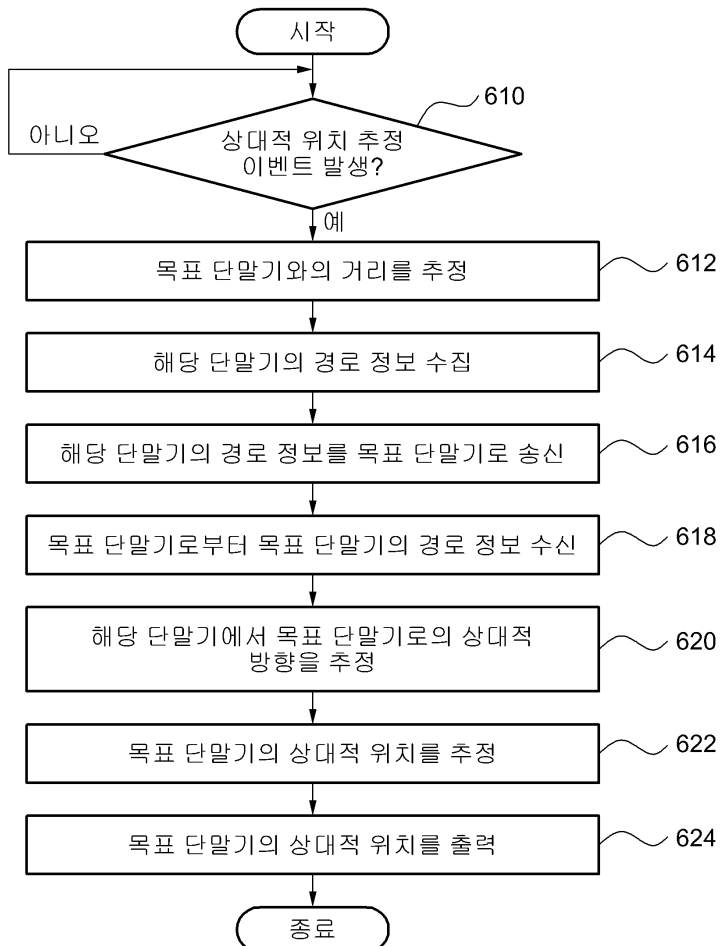 시작
610
아니오
상대적 위치 추정
이벤트 발생?
예
목표 단말기와의 거리를 추정
612
해당 단말기의 경로 정보 수집
614
해당 단말기의 경로 정보를 목표 단말기로 송신
616
목표 단말기로부터 목표 단말기의 경로 정보 수신
618
해당 단말기에서 목표 단말기로의 상대적
방향을 추정
620
목표 단말기의 상대적 위치를 추정
622
목표 단말기의 상대적 위치를 출력
624
종료